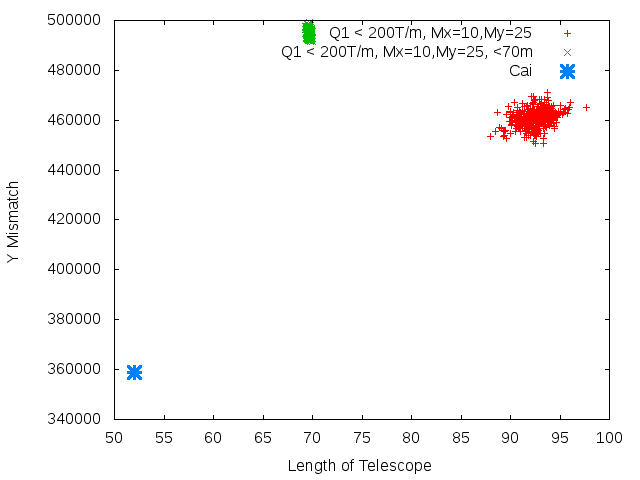 500000
480000
460000
440000
420000
400000
380000
360000
340000
Y Mismatch
Q1 < 200T/m, Mx=10,My=25
Q1 < 200T/m, Mx=10,My=25, <70m
Cai
50 55 60 65 70 75 80 85 90 95 100
Length of Telescope